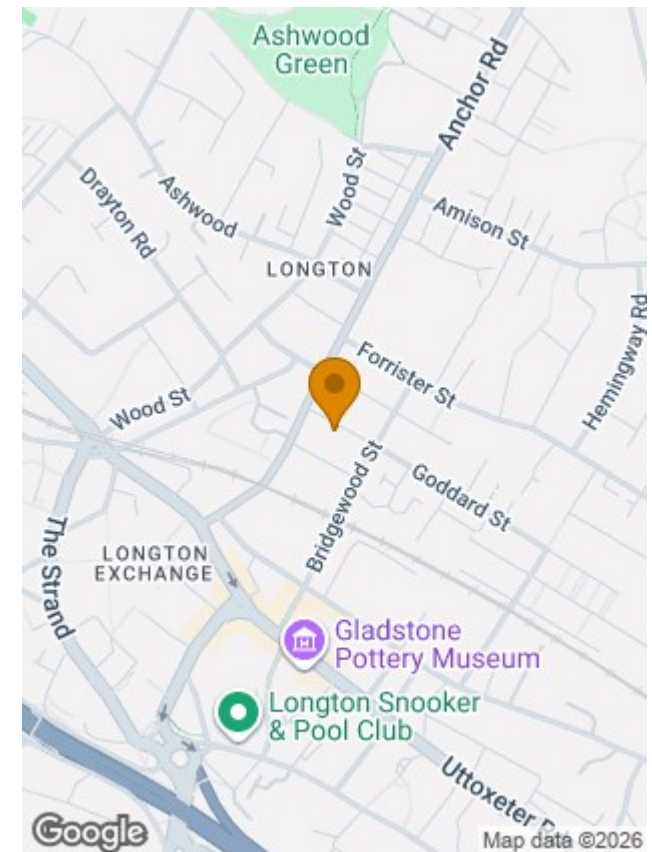 Ashwood
Green
Anchor Rd
Wood St
Drayton Rd
Ashwood
Amison St
LONGTON
Hemingway Rd
Forrister St
Wood St
Bridgewood St
Goddard St
The Strand
LONGTON
EXCHANGE
Gladstone
Pottery Museum
Longton Snooker
& Pool Club
Uttoxeter Rd
Google
Map data ©2026